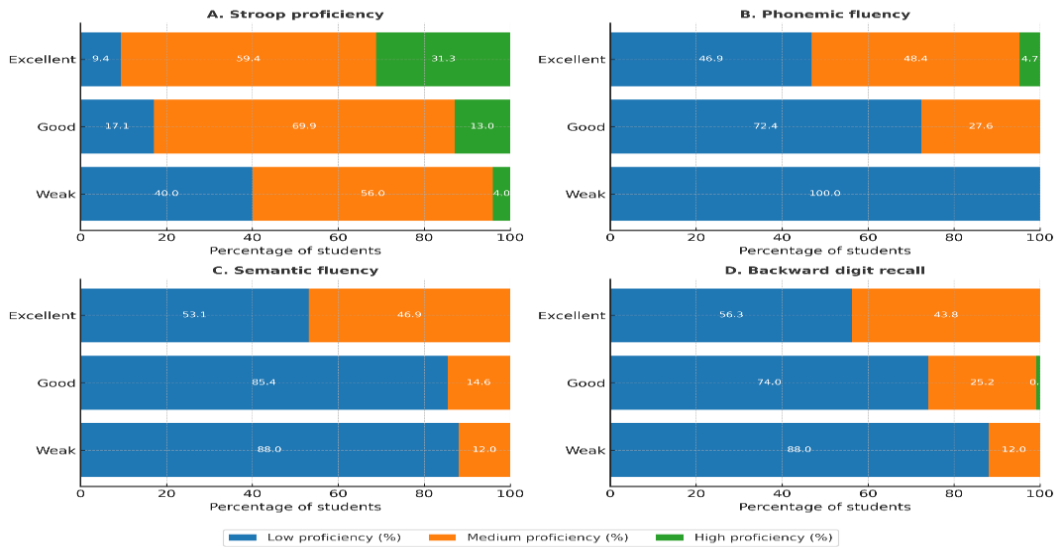 A. Stroop proficiency
Excellent 9.4 59.4 31.3
Good 17.1 69.9 13.0
Weak 40.0 56.0 4.0
0 20 40 60 80 100
Percentage of students
B. Phonemic fluency
Excellent 46.9 48.4 4.7
Good 72.4 27.6
Weak 100.0
0 20 40 60 80 100
Percentage of students
C. Semantic fluency
Excellent 53.1 46.9
Good 85.4 14.6
Weak 88.0 12.0
0 20 40 60 80 100
Percentage of students
D. Backward digit recall
Excellent 56.3 43.8
Good 74.0 25.2
Weak 88.0 12.0
0 20 40 60 80 100
Percentage of students
Low proficiency (%) Medium proficiency (%) High proficiency (%)